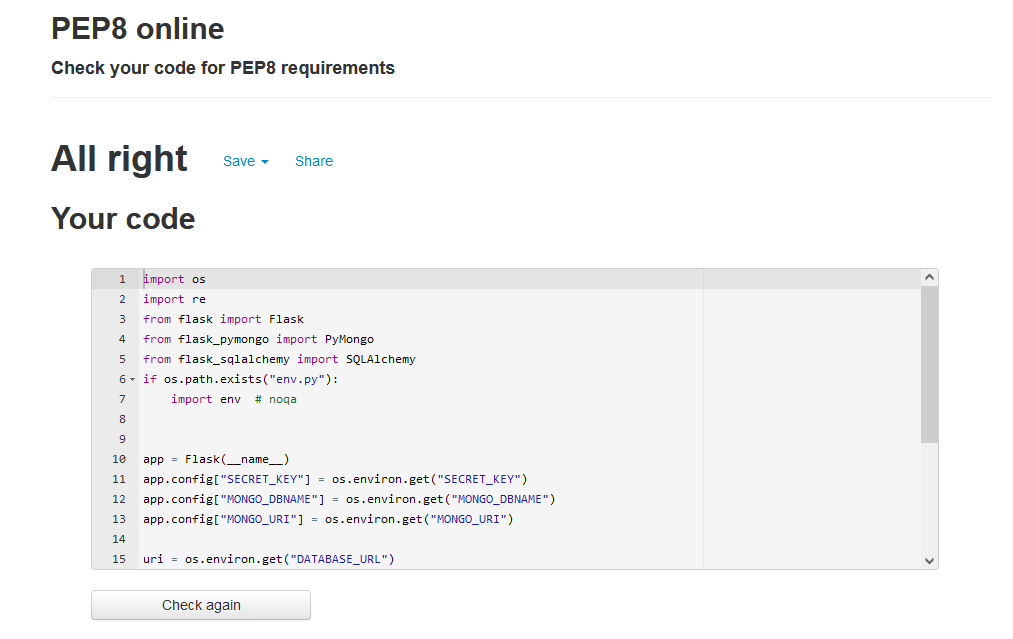 PEP8 online
Check your code for PEP8 requirements
All right Save Share
Your code
1 import os
2 import re
3 from flask import Flask
4 from flask_pymongo import PyMongo
5 from flask_sqlalchemy import SQLAlchemy
6 if os.path.exists("env.py"):
7     import env  # noqa
8
9
10 app = Flask(__name__)
11 app.config["SECRET_KEY"] = os.environ.get("SECRET_KEY")
12 app.config["MONGO_DBNAME"] = os.environ.get("MONGO_DBNAME")
13 app.config["MONGO_URI"] = os.environ.get("MONGO_URI")
14
15 uri = os.environ.get("DATABASE_URL")
Check again